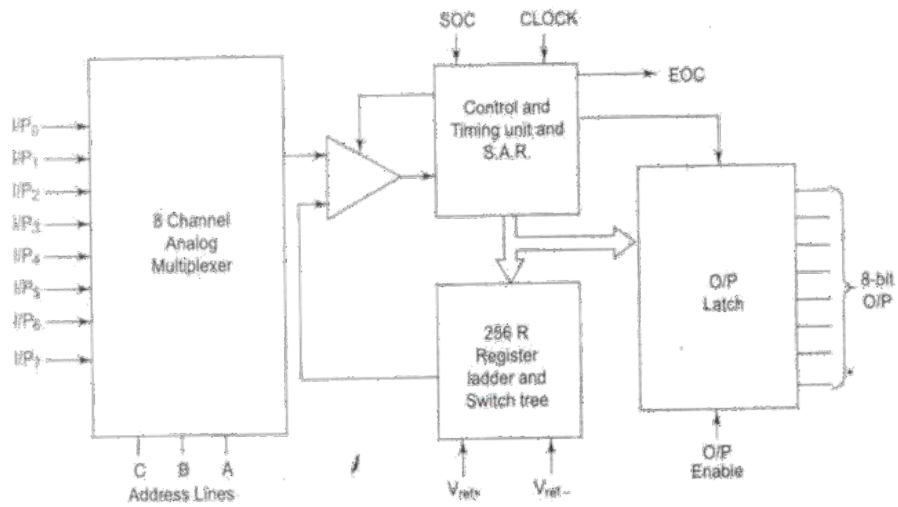 SOC
CLOCK
EOC
Control and
Timing unit and
S.A.R.
I/P₀
I/P₁
I/P₂
I/P₃
I/P₄
I/P₅
I/P₆
I/P₇
8 Channel
Analog
Multiplexer
C B A
Address Lines
256 R
Register
ladder and
Switch tree
Vref+
Vref–
O/P
Latch
8-bit
O/P
O/P
Enable